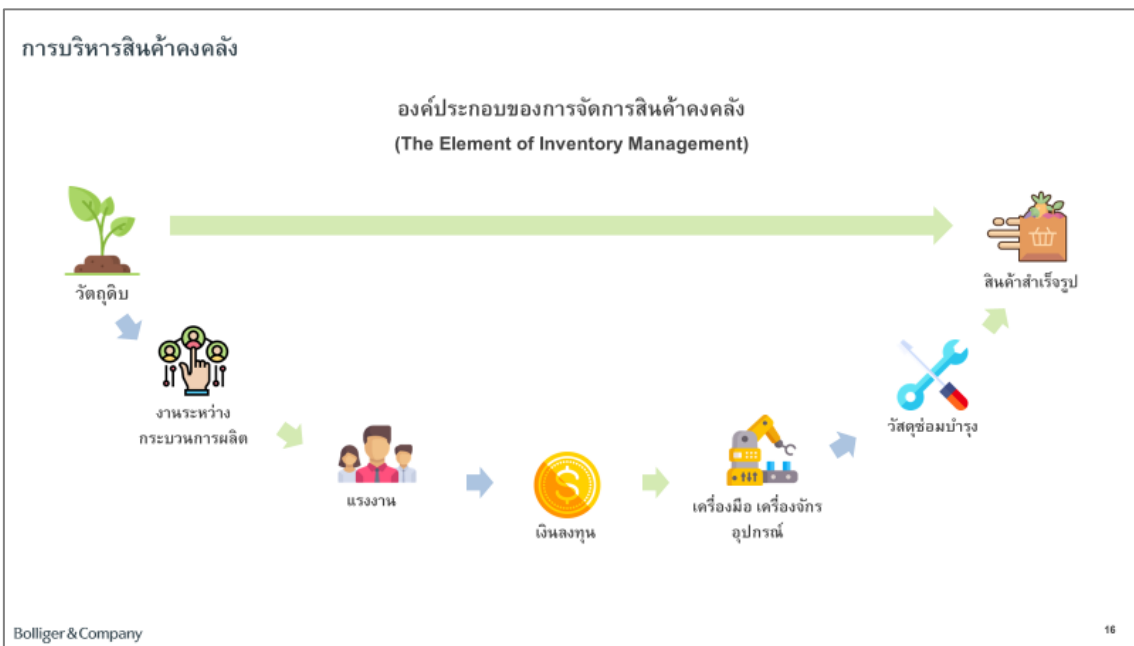 การบริหารสินค้าคงคลัง
องค์ประกอบของการจัดการสินค้าคงคลัง
(The Element of Inventory Management)
วัตถุดิบ
สินค้าสำเร็จรูป
งานระหว่าง
กระบวนการผลิต
แรงงาน
เงินลงทุน
เครื่องมือ เครื่องจักร
อุปกรณ์
วัสดุซ่อมบำรุง
Bolliger & Company
16